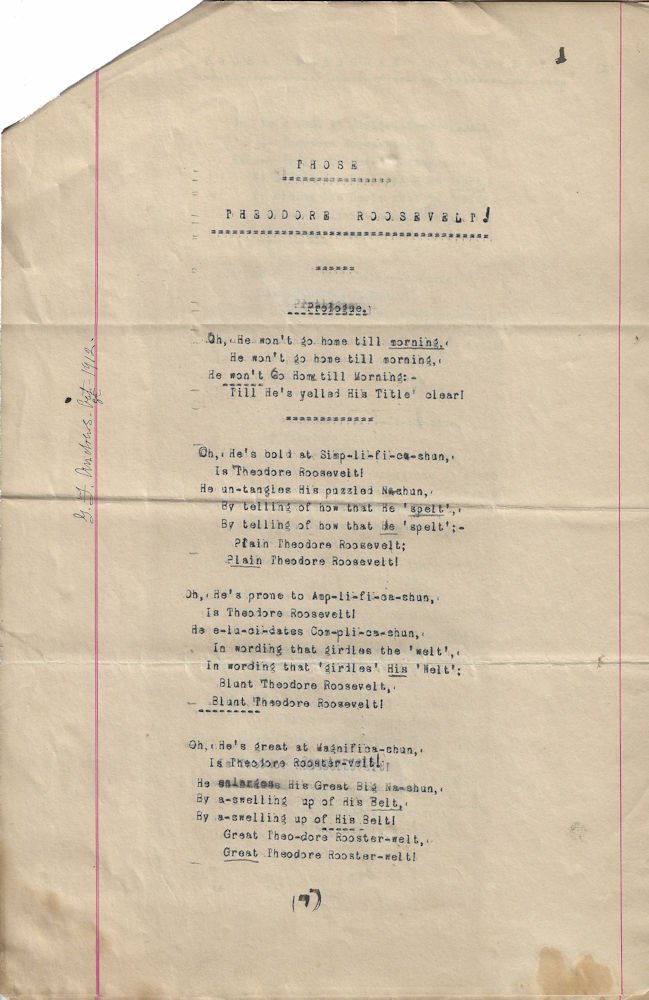 1
THOSE
THEODORE ROOSEVELT!
Prologue.
Oh, He won't go home till morning,
He won't go home till morning,
He won't Go Home till Morning:-
Till He's yelled His Title' clear!
Oh, He's bold at Simp-li-fi-ca-shun,
Is Theodore Roosevelt!
He un-tangles His puzzled Nashun,
By telling of how that He 'spelt',
By telling of how that He 'spelt';-
Plain Theodore Roosevelt;
Plain Theodore Roosevelt!
Oh, He's prone to Amp-li-fi-ca-shun,
Is Theodore Roosevelt!
He e-lu-ci-dates Com-pli-ca-shun,
In wording that girdles the 'welt',
In wording that 'girdles' His 'Welt';
Blunt Theodore Roosevelt,
Blunt Theodore Roosevelt!
Oh, He's great at Magnifica-shun,
Is Theodore Rooster-velt!
He enlarges His Great Big Na-shun,
By a-swelling up of His Belt,
By a-swelling up of His Belt!
Great Theo-dore Rooster-welt,
Great Theodore Rooster-welt!
G. F. Andrews. Oct- 1912.